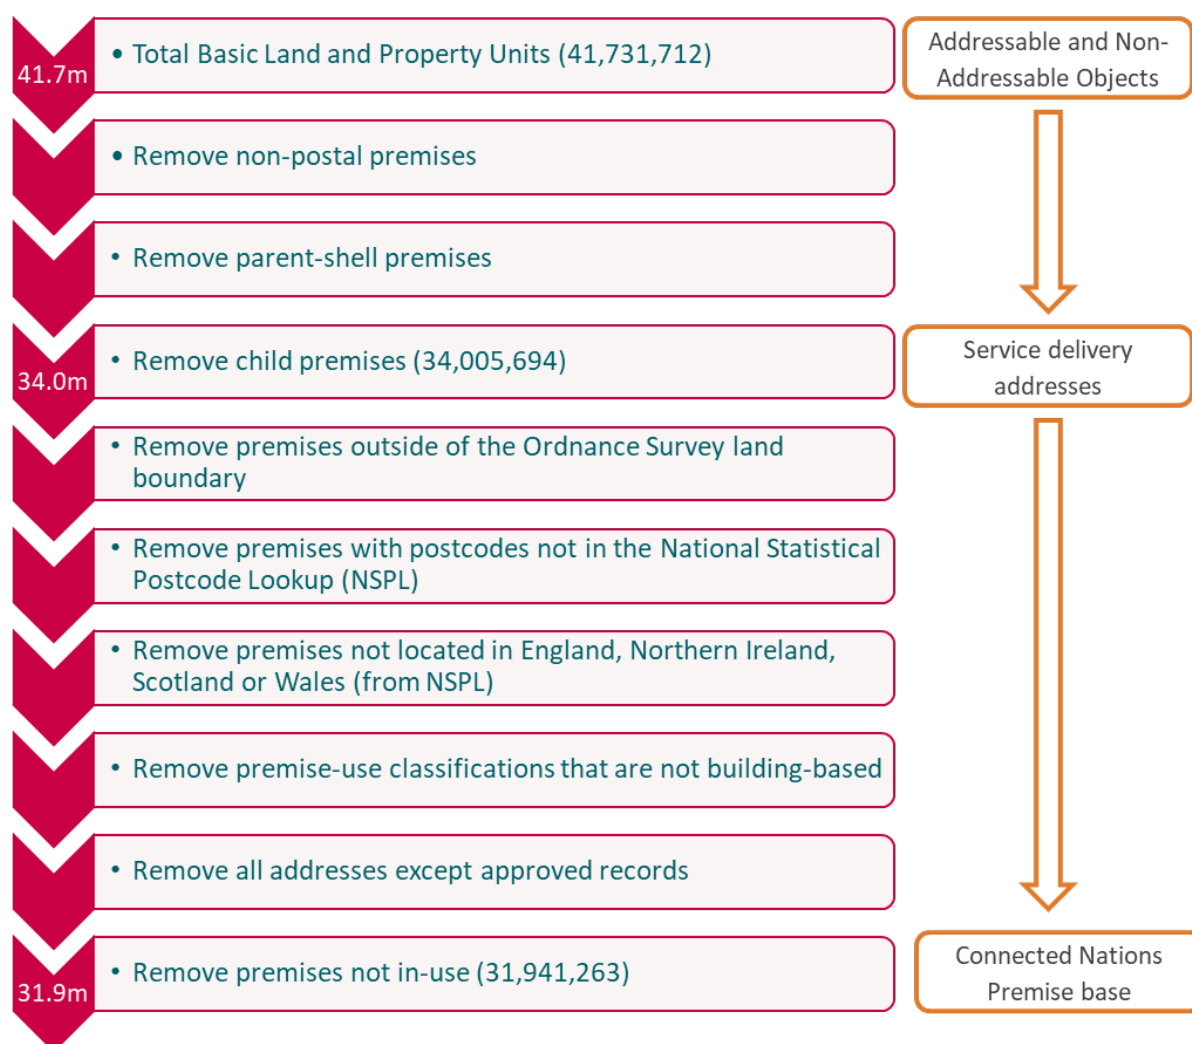 41.7m
• Total Basic Land and Property Units (41,731,712)
Addressable and Non-
Addressable Objects
• Remove non-postal premises
• Remove parent-shell premises
34.0m
• Remove child premises (34,005,694)
Service delivery
addresses
• Remove premises outside of the Ordnance Survey land
boundary
• Remove premises with postcodes not in the National Statistical
Postcode Lookup (NSPL)
• Remove premises not located in England, Northern Ireland,
Scotland or Wales (from NSPL)
• Remove premise-use classifications that are not building-based
• Remove all addresses except approved records
31.9m
• Remove premises not in-use (31,941,263)
Connected Nations
Premise base